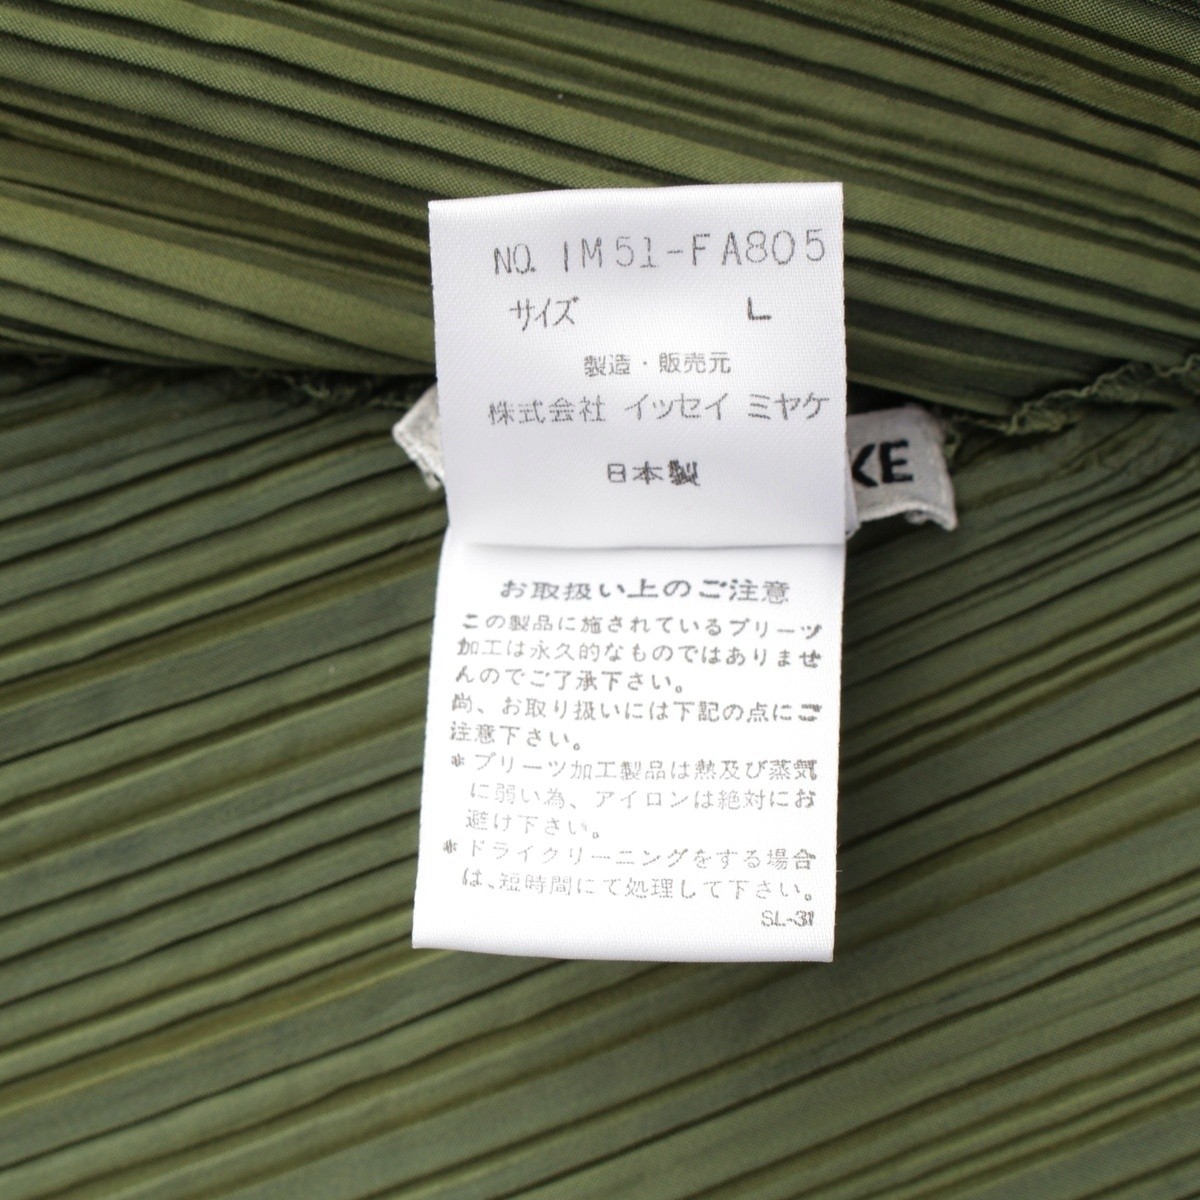 NO. IM51-FA805
サイズ L
製造・販売元
株式会社 イッセイ ミヤケ
日本製
KE
お取扱い上のご注意
この製品に施されているプリーツ
加工は永久的なものではありませ
んのでご了承下さい。
尚、お取り扱いには下記の点にご
注意下さい。
*プリーツ加工製品は熱及び蒸気
に弱い為、アイロンは絶対にお
避け下さい。
*ドライクリーニングをする場合
は、短時間にて処理して下さい。
SL-31